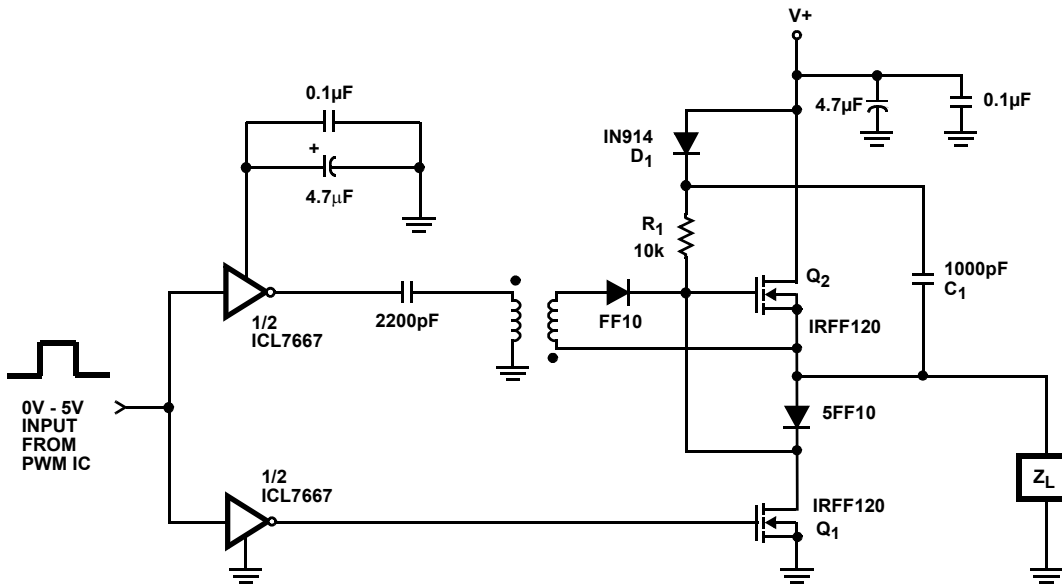 V+
0.1µF
4.7µF
0.1µF
IN914
D1
+
4.7µF
R1
10k
Q2
1000pF
C1
2200pF
FF10
IRFF120
1/2
ICL7667
5FF10
0V - 5V
INPUT
FROM
PWM IC
1/2
ICL7667
ZL
IRFF120
Q1